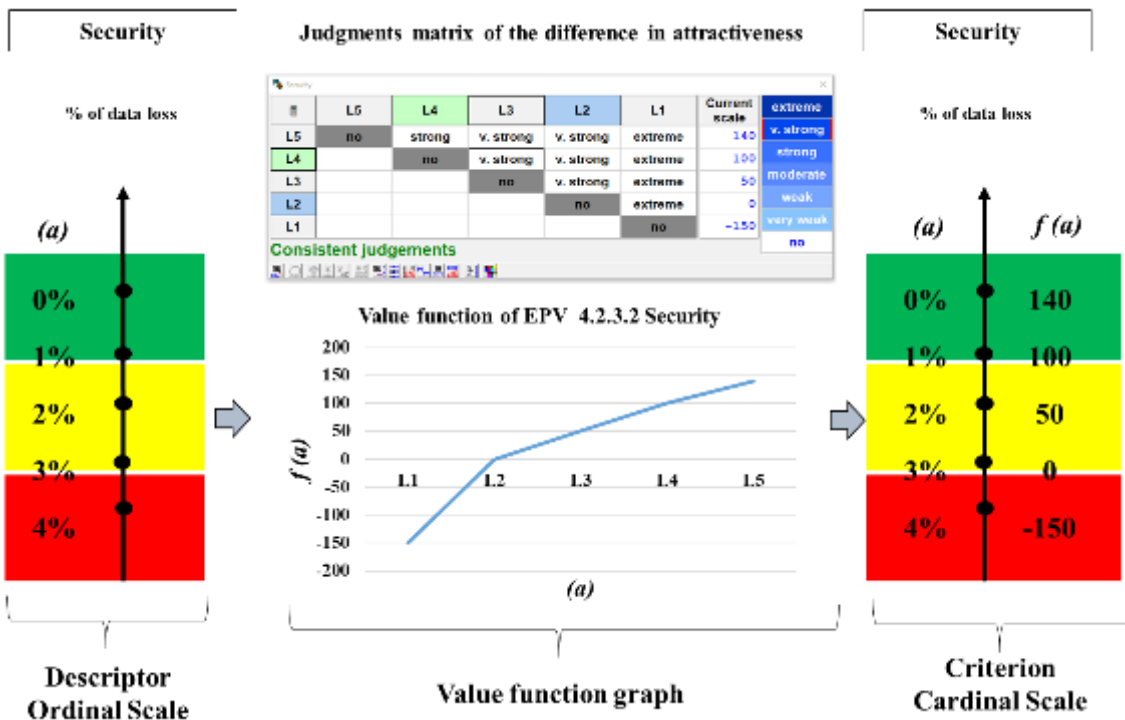 Security
% of data loss
(a)
0%
1%
2%
3%
4%
Descriptor
Ordinal Scale
Judgments matrix of the difference in attractiveness
Security
L5 L4 L3 L2 L1 Current scale
L5 no strong v. strong v. strong extreme 140
L4 no v. strong v. strong extreme 100
L3 no v. strong extreme 50
L2 no extreme 0
L1 no -150
extreme
v. strong
strong
moderate
weak
very weak
no
Consistent judgements
Value function of EPV 4.2.3.2 Security
200
150
100
50
0
-50
-100
-150
-200
f (a)
L1 L2 L3 L4 L5
(a)
Value function graph
Security
% of data loss
(a) f (a)
0% 140
1% 100
2% 50
3% 0
4% -150
Criterion
Cardinal Scale